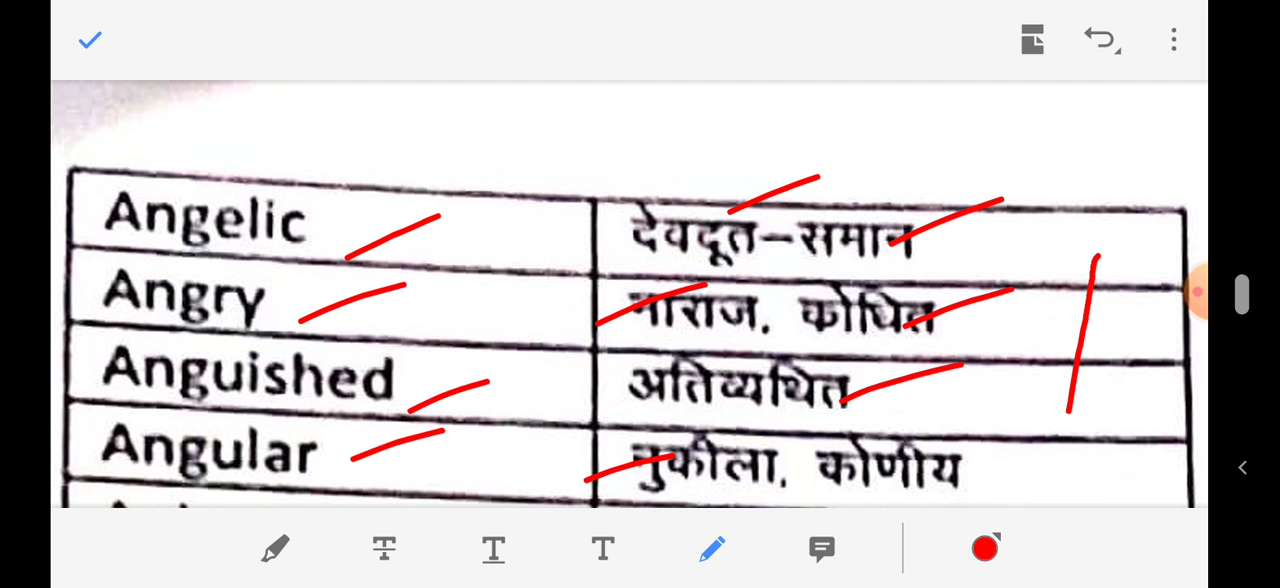 Angelic देवदूत–समान
Angry नाराज, कोधित
Anguished अतिव्यथित
Angular नुकीला, कोणीय